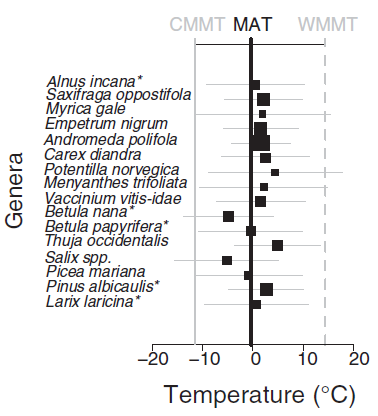 CMMT MAT WMMT
Alnus incana*
Saxifraga oppostifola
Myrica gale
Empetrum nigrum
Andromeda polifola
Carex diandra
Potentilla norvegica
Menyanthes trifoliata
Vaccinium vitis-idae
Betula nana*
Betula papyrifera*
Thuja occidentalis
Salix spp.
Picea mariana
Pinus albicaulis*
Larix laricina*
Genera
−20 −10 0 10 20
Temperature (°C)